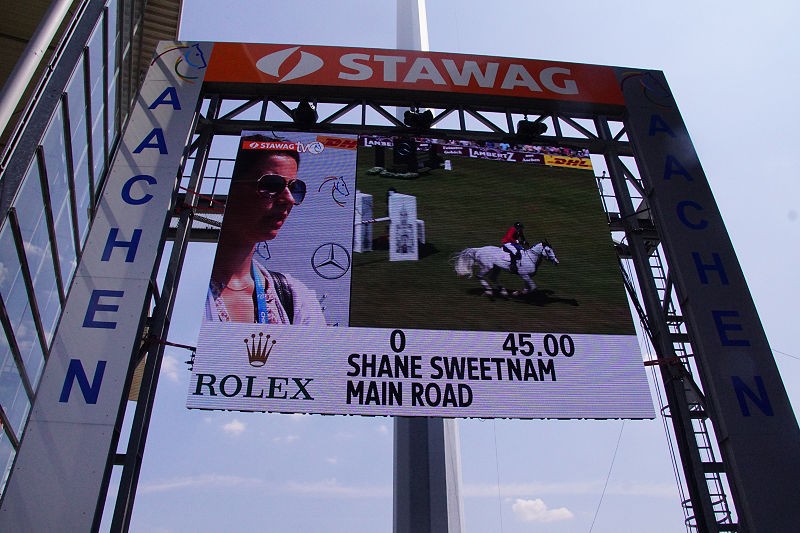 STAWAG
AACHEN
AACHEN
STAWAG tv
DHL
LAMBERTZ
DHL
0 45.00
SHANE SWEETNAM
MAIN ROAD
ROLEX